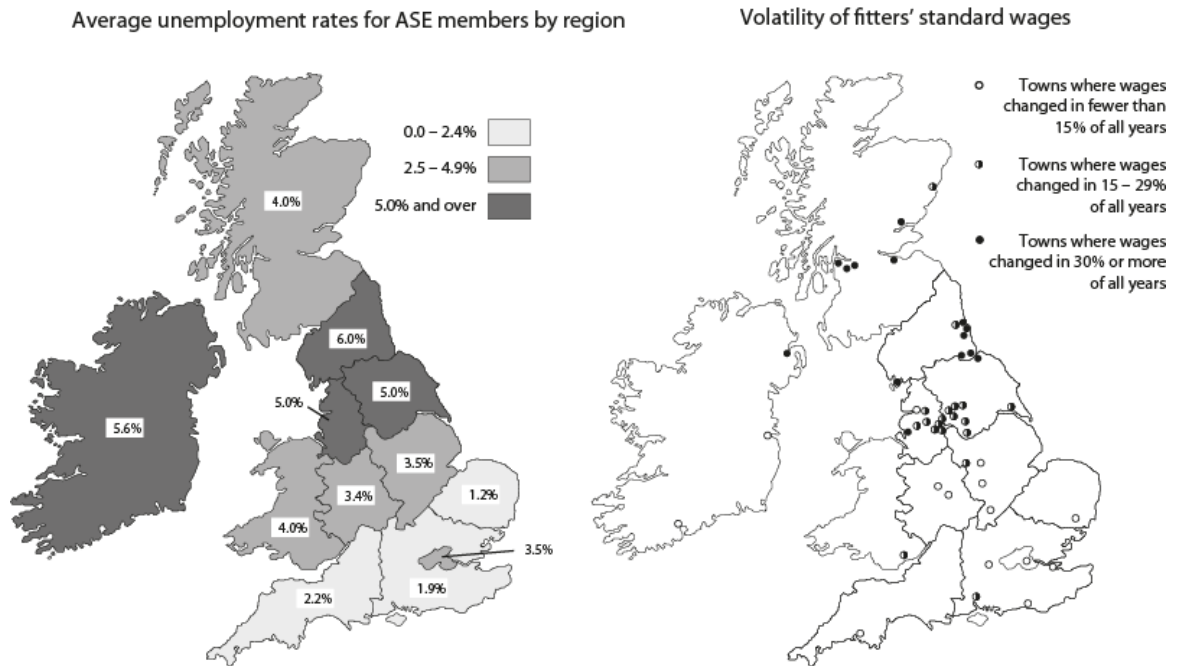 Average unemployment rates for ASE members by region
Volatility of fitters' standard wages
0.0 – 2.4%
2.5 – 4.9%
5.0% and over
4.0%
6.0%
5.0%
5.0%
5.6%
3.5%
3.4%
1.2%
4.0%
3.5%
1.9%
2.2%
Towns where wages
changed in fewer than
15% of all years
Towns where wages
changed in 15 – 29%
of all years
Towns where wages
changed in 30% or more
of all years